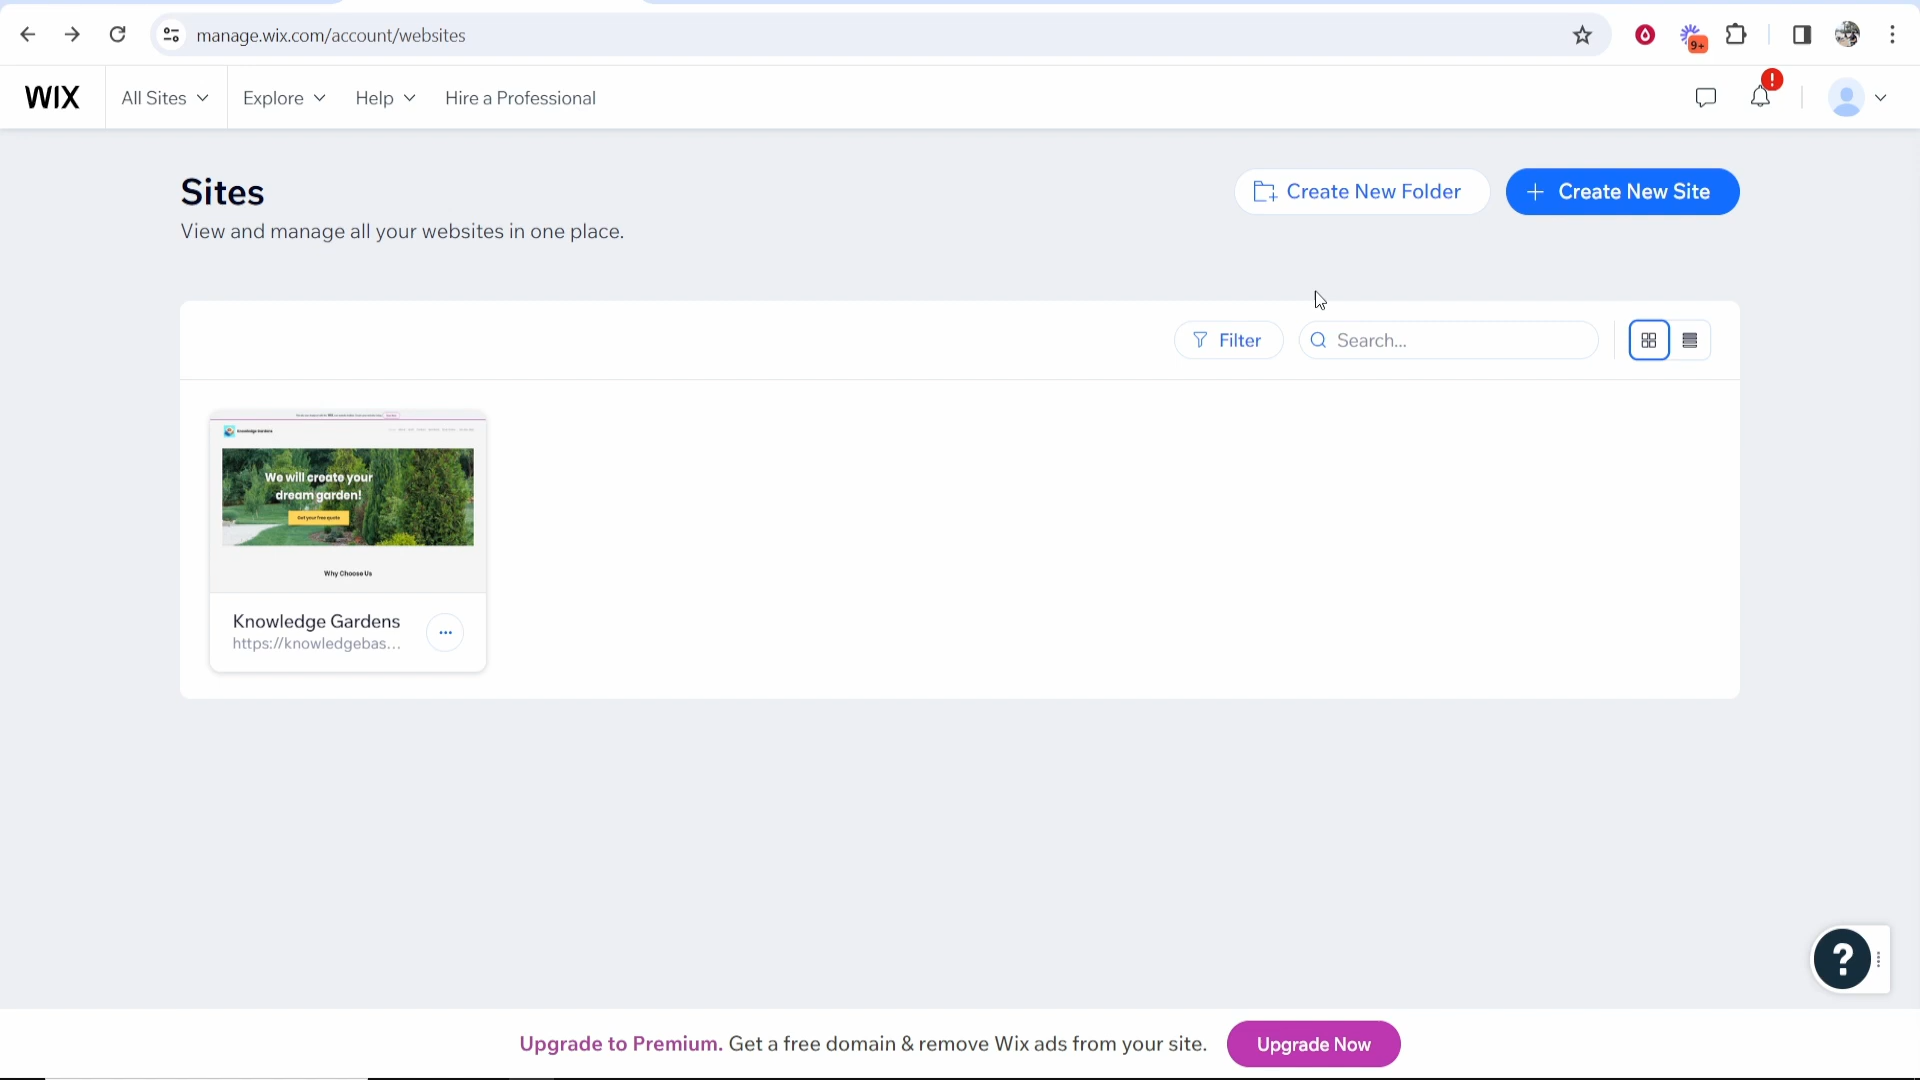 manage.wix.com/account/websites
9+
WIX
All Sites
Explore
Help
Hire a Professional
!
Sites
View and manage all your websites in one place.
Create New Folder
+ Create New Site
Filter
Search...
Knowledge Gardens
We will create your
dream garden!
Get your free quote
Why Choose Us
Knowledge Gardens
https://knowledgebas...
?
Upgrade to Premium. Get a free domain & remove Wix ads from your site.
Upgrade Now